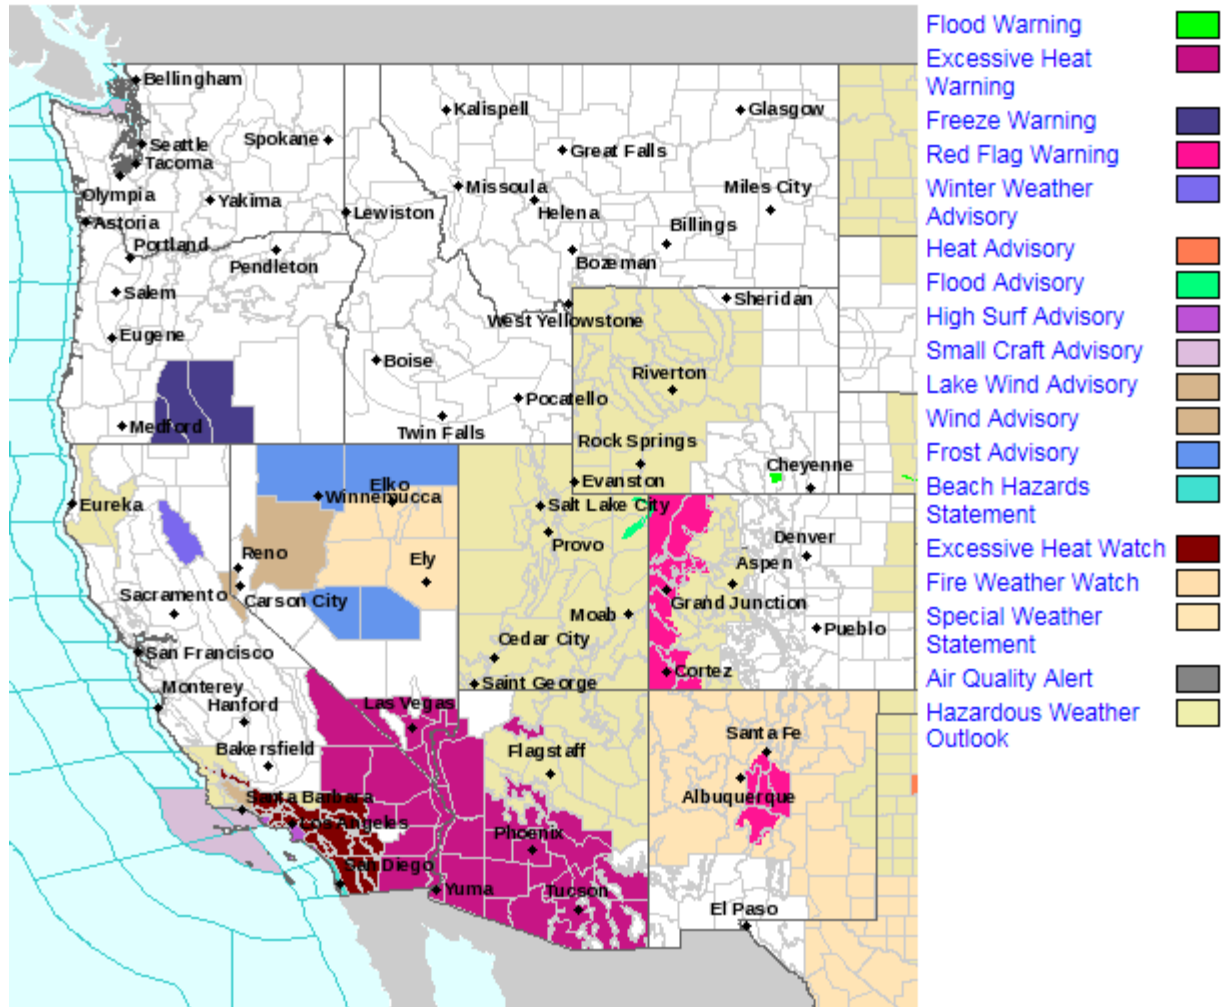 Bellingham
Kalispell
Glasgow
Seattle
Spokane
Great Falls
Tacoma
Olympia
Yakima
Missoula
Miles City
Astoria
Lewiston
Helena
Billings
Portland
Pendleton
Bozeman
Salem
Sheridan
West Yellowstone
Eugene
Boise
Riverton
Pocatello
Medford
Twin Falls
Rock Springs
Cheyenne
Elko
Evanston
Winnemucca
Eureka
Salt Lake City
Provo
Denver
Reno
Ely
Aspen
Sacramento
Carson City
Moab
Grand Junction
Cedar City
Pueblo
San Francisco
Cortez
Saint George
Monterey
Hanford
Las Vegas
Bakersfield
Flagstaff
Santa Fe
Santa Barbara
Albuquerque
Los Angeles
Phoenix
San Diego
Yuma
Tucson
El Paso
Flood Warning
Excessive Heat
Warning
Freeze Warning
Red Flag Warning
Winter Weather
Advisory
Heat Advisory
Flood Advisory
High Surf Advisory
Small Craft Advisory
Lake Wind Advisory
Wind Advisory
Frost Advisory
Beach Hazards
Statement
Excessive Heat Watch
Fire Weather Watch
Special Weather
Statement
Air Quality Alert
Hazardous Weather
Outlook